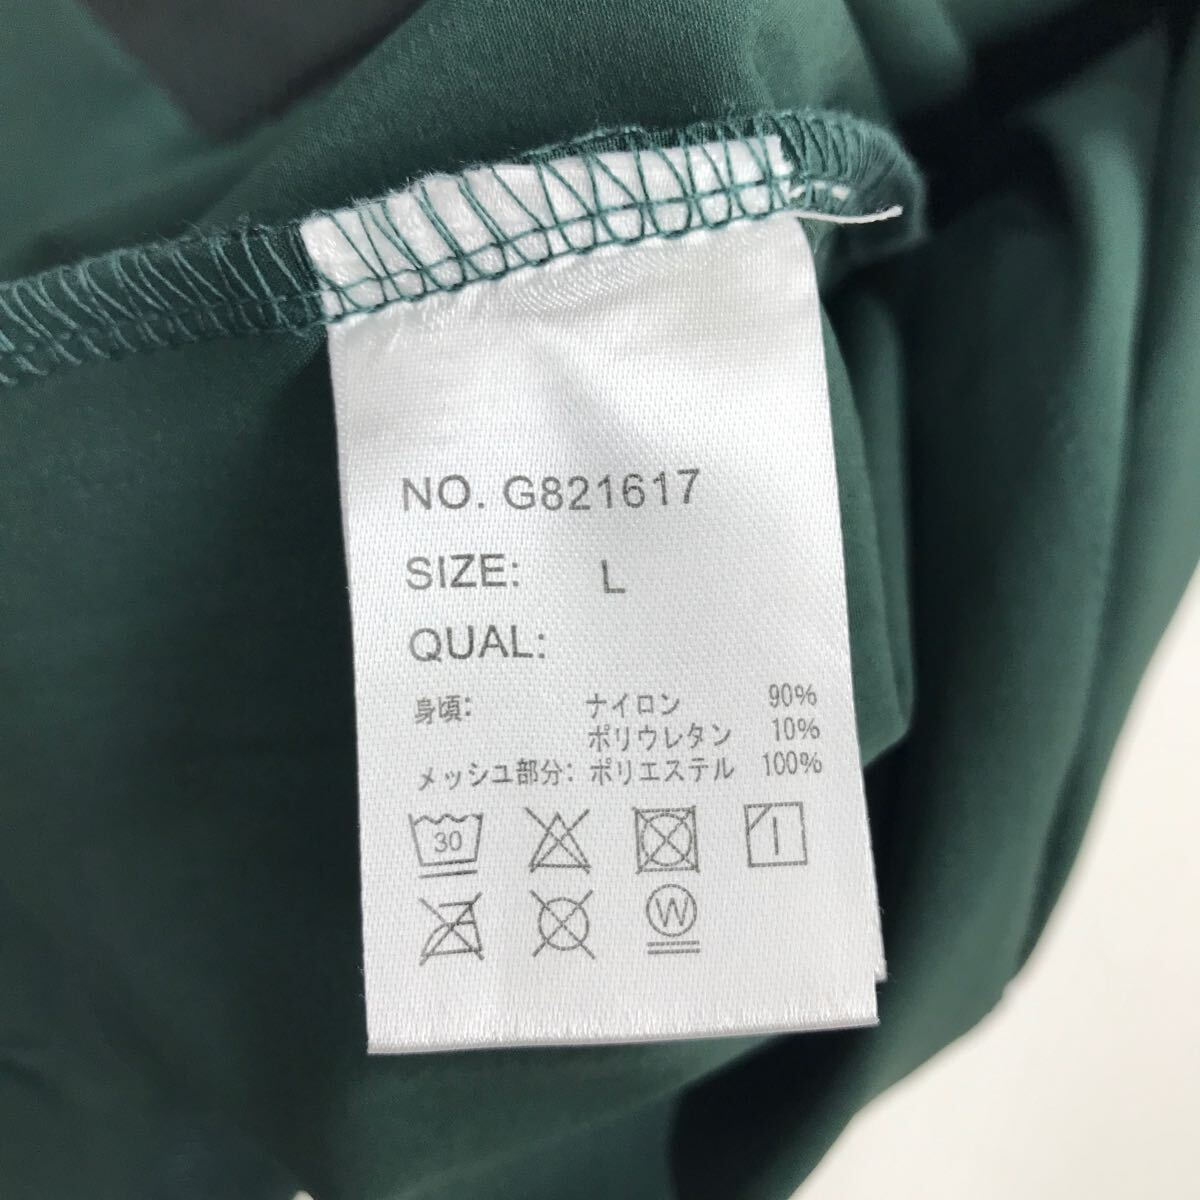 NO. G821617
SIZE: L
QUAL:
身頃: ナイロン 90%
ポリウレタン 10%
メッシュ部分: ポリエステル 100%
30
W